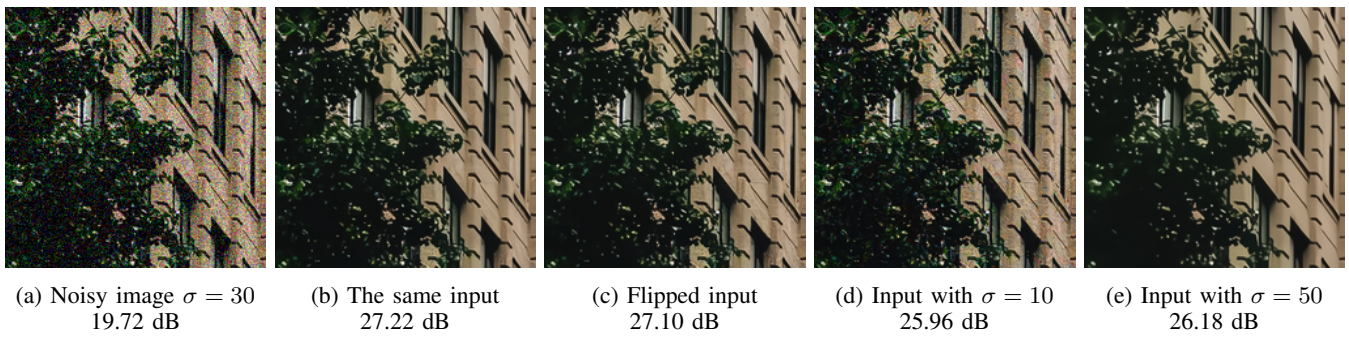 (a) Noisy image σ = 30
19.72 dB
(b) The same input
27.22 dB
(c) Flipped input
27.10 dB
(d) Input with σ = 10
25.96 dB
(e) Input with σ = 50
26.18 dB